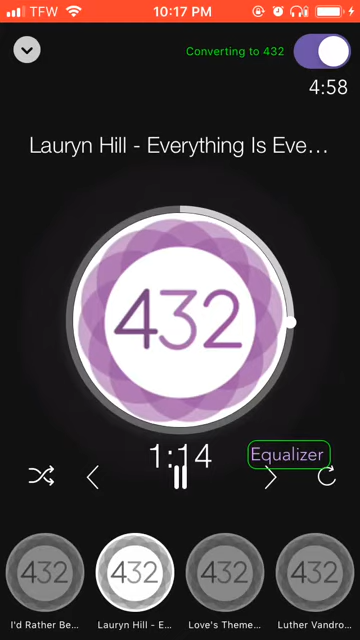 TFW 10:17 PM
Converting to 432
4:58
Lauryn Hill - Everything Is Eve...
432
1:14
Equalizer
432 432 432 432
I'd Rather Be... Lauryn Hill - E... Love's Theme... Luther Vandro...